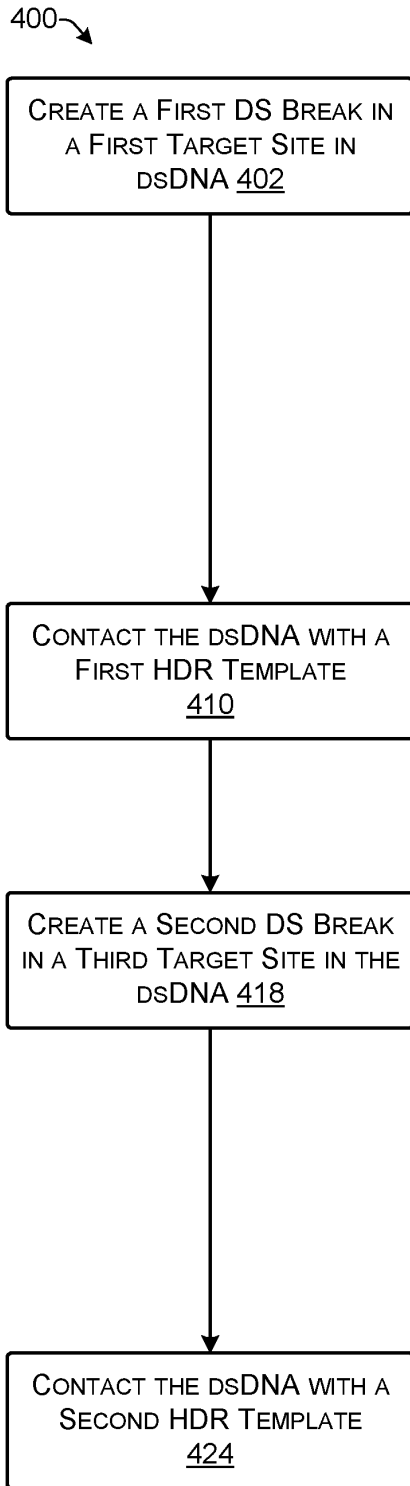 400
CREATE A FIRST DS BREAK IN
A FIRST TARGET SITE IN
DSDNA 402
CONTACT THE DSDNA WITH A
FIRST HDR TEMPLATE
410
CREATE A SECOND DS BREAK
IN A THIRD TARGET SITE IN THE
DSDNA 418
CONTACT THE DSDNA WITH A
SECOND HDR TEMPLATE
424